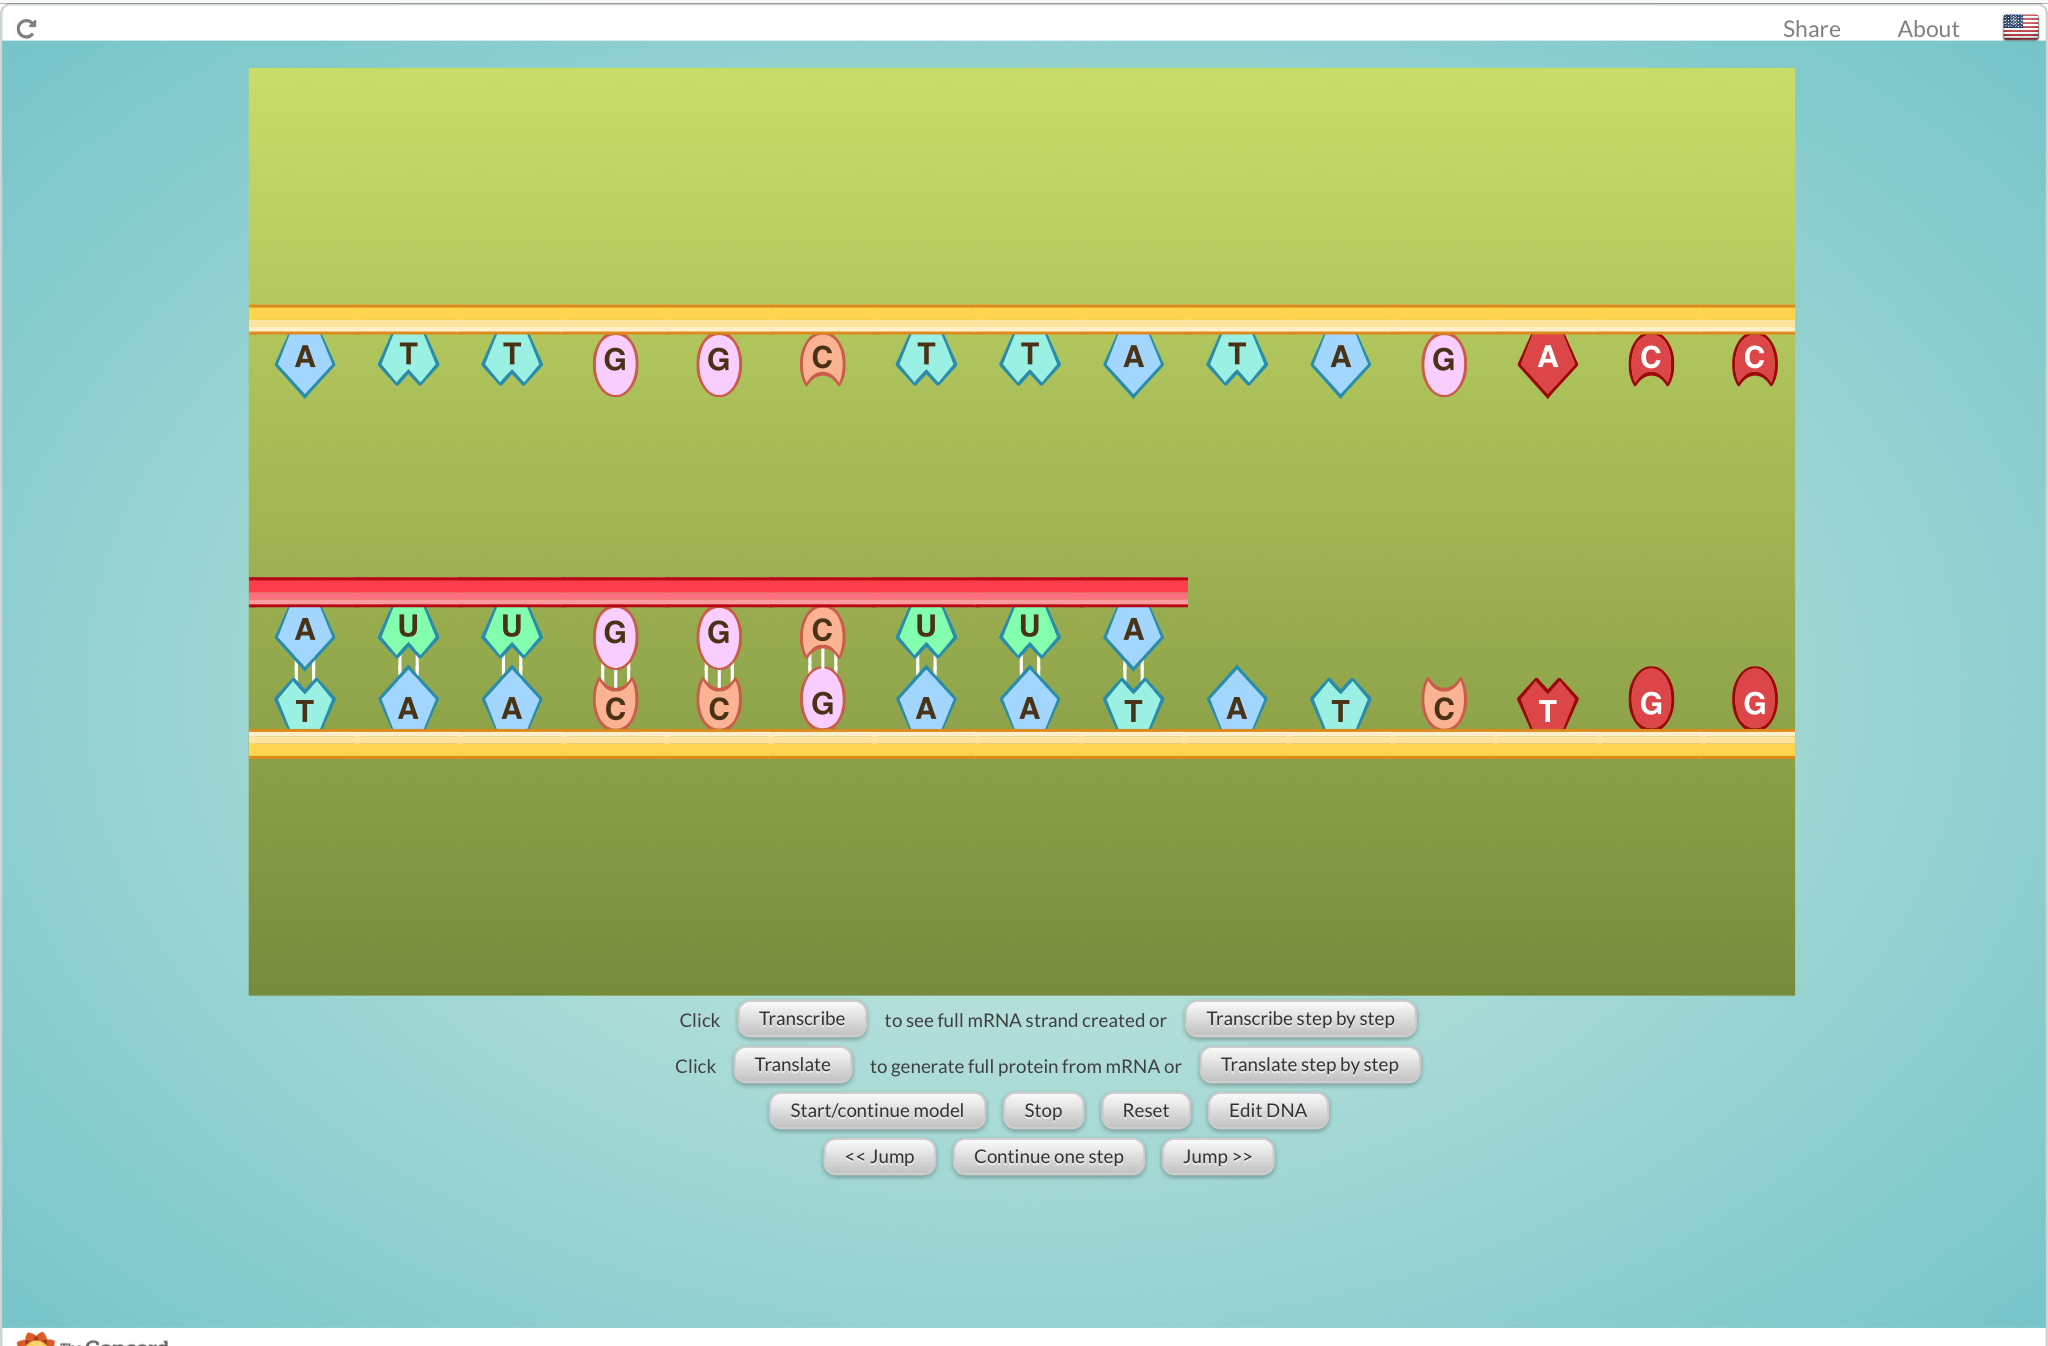 Share About
A T T G G C T T A T A G A C C
A U U G G C U U A
T A A C C G A A T A T C T G G
Click Transcribe to see full mRNA strand created or Transcribe step by step
Click Translate to generate full protein from mRNA or Translate step by step
Start/continue model Stop Reset Edit DNA
<< Jump Continue one step Jump >>